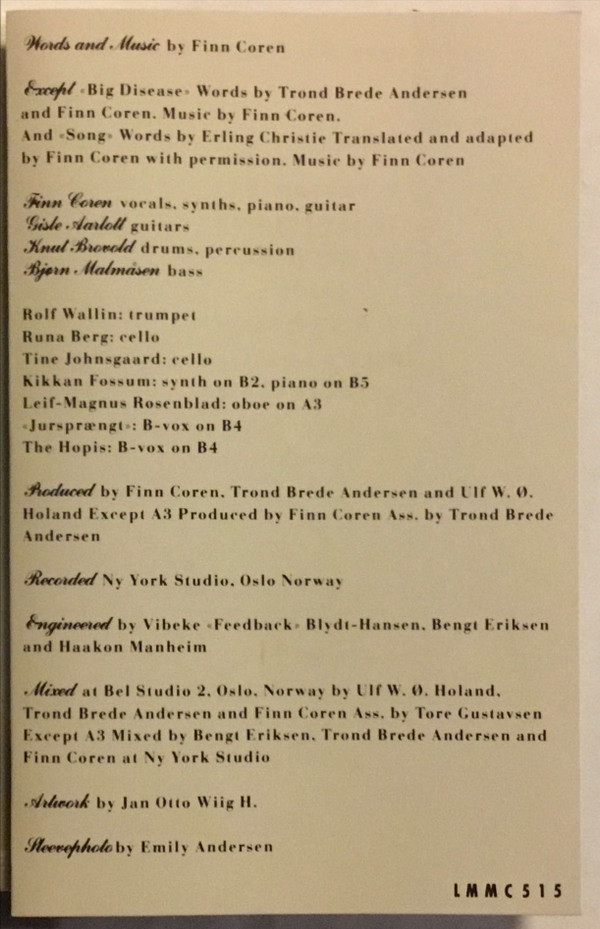 Words and Music by Finn Coren
Except «Big Disease» Words by Trond Brede Andersen
and Finn Coren. Music by Finn Coren.
And «Song» Words by Erling Christie Translated and adapted
by Finn Coren with permission. Music by Finn Coren
Finn Coren vocals, synths, piano, guitar
Gisle Aarlott guitars
Knut Brovold drums, percussion
Bjørn Malmåsen bass
Rolf Wallin: trumpet
Runa Berg: cello
Tine Johnsgaard: cello
Kikkan Fossum: synth on B2, piano on B5
Leif-Magnus Rosenblad: oboe on A3
«Jursprængt»: B-vox on B4
The Hopis: B-vox on B4
Produced by Finn Coren, Trond Brede Andersen and Ulf W. Ø.
Holand Except A3 Produced by Finn Coren Ass. by Trond Brede
Andersen
Recorded Ny York Studio, Oslo Norway
Engineered by Vibeke «Feedback» Blydt-Hansen, Bengt Eriksen
and Haakon Manheim
Mixed at Bel Studio 2, Oslo, Norway by Ulf W. Ø. Holand,
Trond Brede Andersen and Finn Coren Ass. by Tore Gustavsen
Except A3 Mixed by Bengt Eriksen, Trond Brede Andersen and
Finn Coren at Ny York Studio
Artwork by Jan Otto Wiig H.
Sleevephoto by Emily Andersen
LMMC515